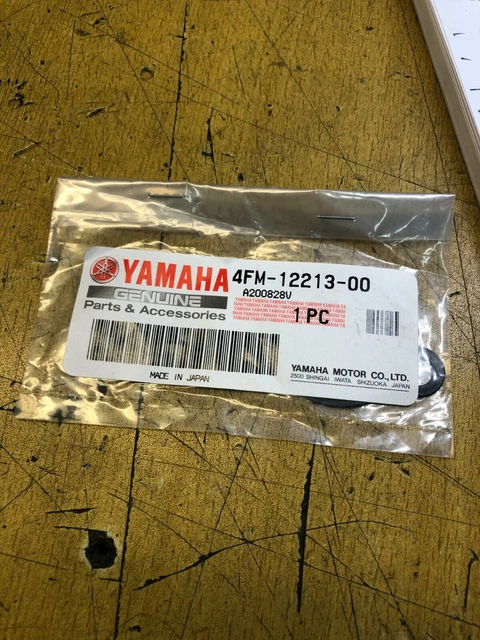 YAMAHA 4FM-12213-00
GENUINE A200828V
Parts & Accessories 1 PC
YAMAHA MOTOR CO.,LTD.
2500 SHINGAI IWATA SHIZUOKA JAPAN
MADE IN JAPAN